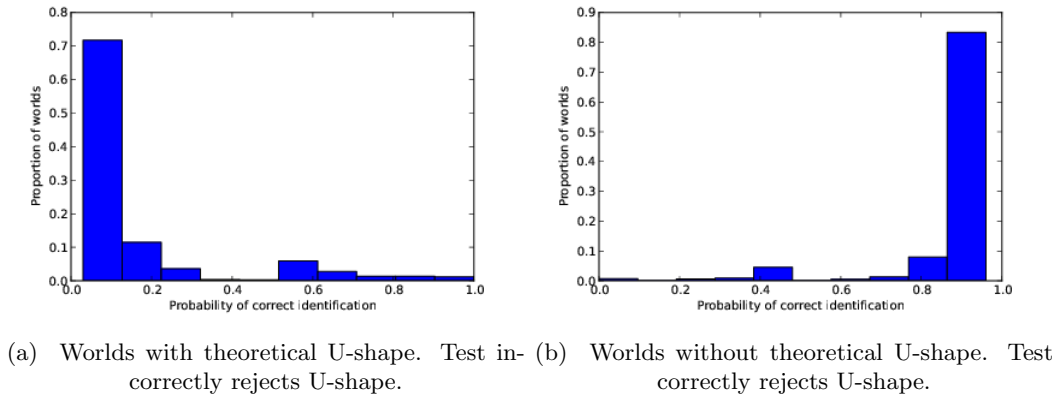 0.8
0.7
0.6
0.5
0.4
0.3
0.2
0.1
0.0
Proportion of worlds
0.0 0.2 0.4 0.6 0.8 1.0
Probability of correct identification
0.9
0.8
0.7
0.6
0.5
0.4
0.3
0.2
0.1
0.0
Proportion of worlds
0.0 0.2 0.4 0.6 0.8 1.0
Probability of correct identification
(a) Worlds with theoretical U-shape. Test in-
correctly rejects U-shape.
(b) Worlds without theoretical U-shape. Test
correctly rejects U-shape.